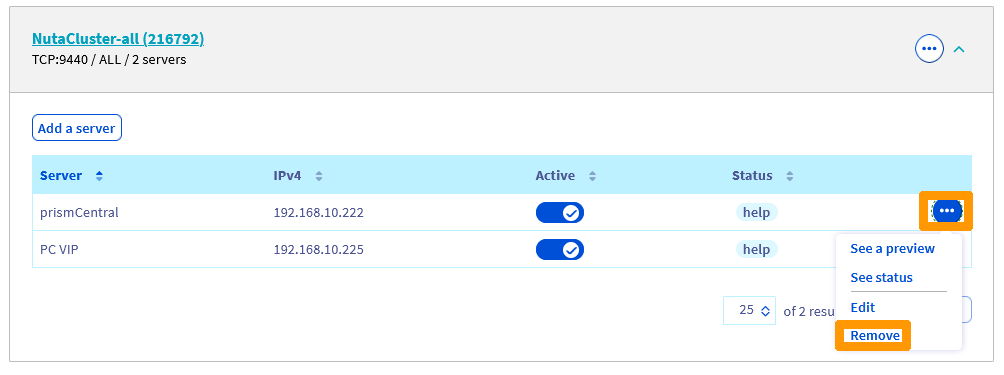 NutaCluster-all (216792)
TCP:9440 / ALL / 2 servers
Add a server
Server IPv4 Active Status
prismCentral 192.168.10.222 help
PC VIP 192.168.10.225 help
See a preview
See status
Edit
Remove
25 of 2 resu